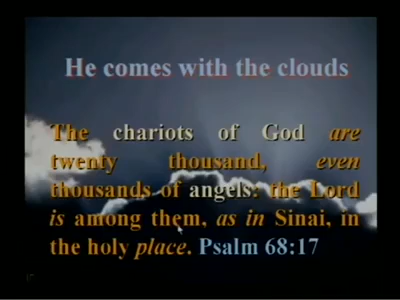 He comes with the clouds
The chariots of God are
twenty thousand, even
thousands of angels: the Lord
is among them, as in Sinai, in
the holy place. Psalm 68:17